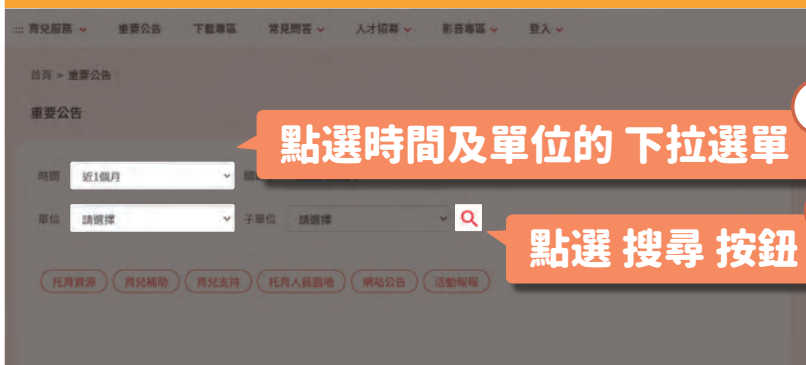 ::: 育兒服務 重要公告 下載專區 常見問答 人才招募 影音專區 登入
首頁 > 重要公告
重要公告
點選時間及單位的 下拉選單
時間 近1個月
單位 請選擇 子單位 請選擇
點選 搜尋 按鈕
托育資源 育兒補助 育兒支持 托育人員園地 網站公告 活動報報